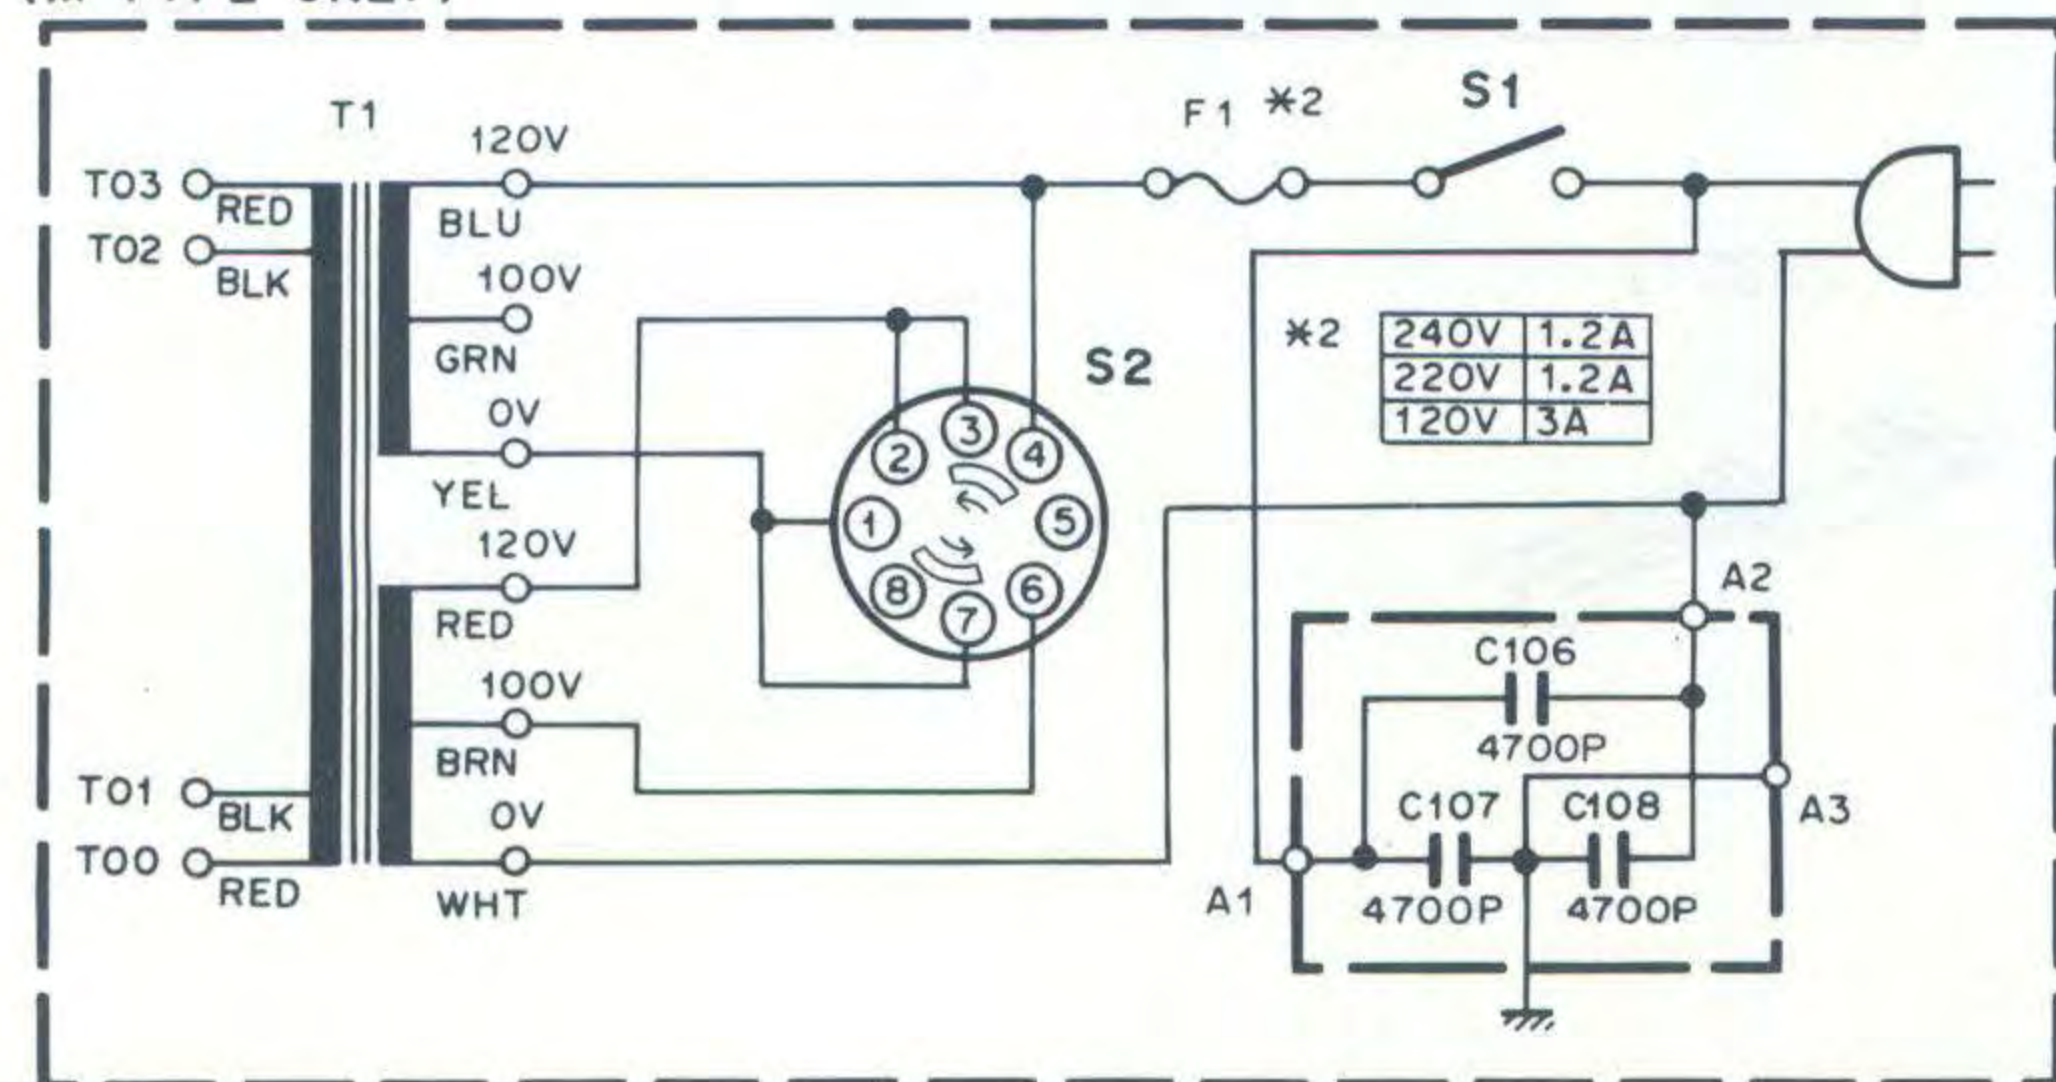 (M TYPE ONLY)
T1
120V
F1 *2
S1
T03
RED
BLU
T02
BLK
100V
GRN
S2
*2
240V 1.2A
220V 1.2A
120V 3A
0V
YEL
1
2
3
4
5
6
7
8
120V
RED
A2
C106
4700P
100V
BRN
T01
BLK
0V
C107
C108
A3
T00
RED
WHT
A1
4700P
4700P